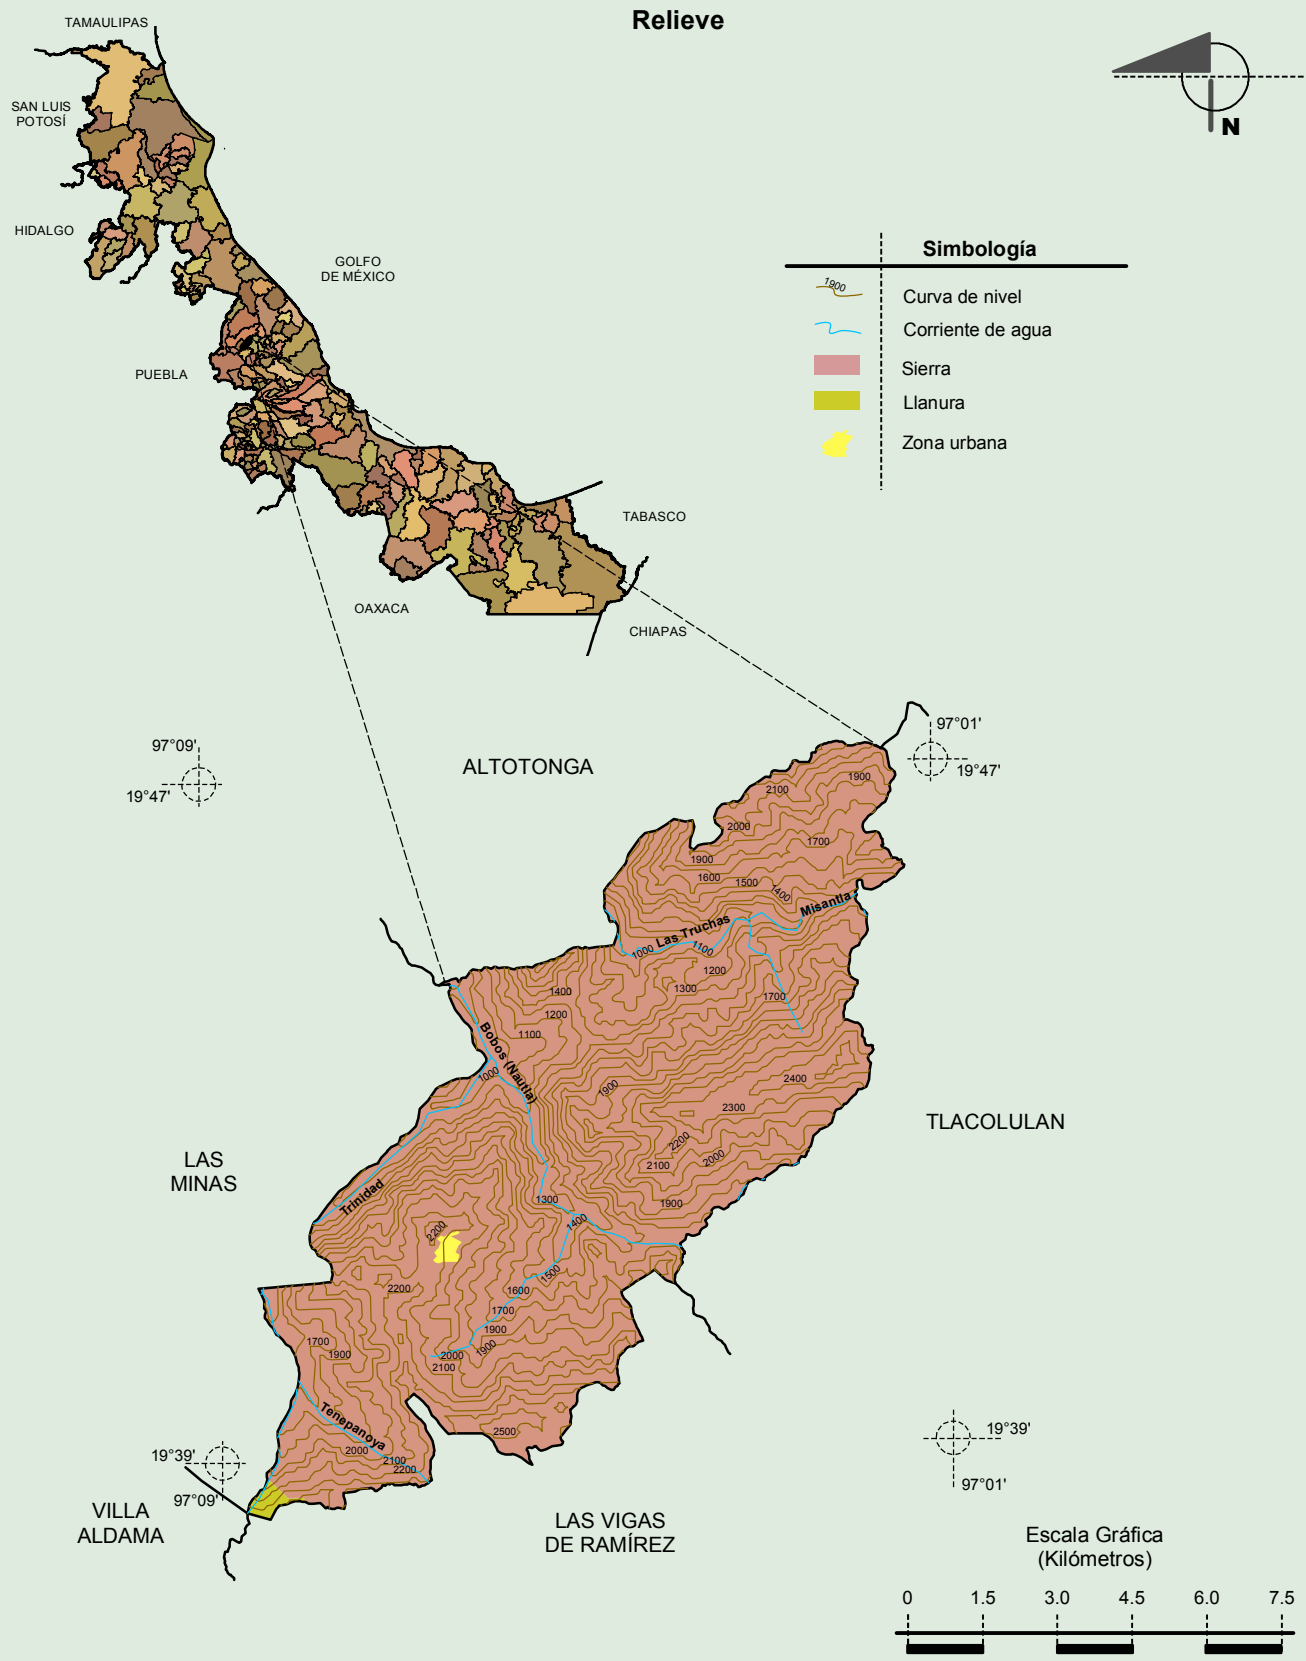 Relieve
TAMAULIPAS
SAN LUIS
POTOSÍ
HIDALGO
GOLFO
DE MÉXICO
PUEBLA
TABASCO
OAXACA
CHIAPAS
N
Simbología
1900
Curva de nivel
Corriente de agua
Sierra
Llanura
Zona urbana
97°09'
19°47'
97°01'
19°47'
ALTOTONGA
1900
2100
2000
1700
1900
1600
1500
1400
Misantla
Las Truchas
1000
1100
1200
1300
1700
1400
1200
1100
Bobos (Nautla)
1000
1900
2400
2300
2200
2100
2000
1900
TLACOLULAN
LAS
MINAS
Trinidad
1300
1400
2200
1500
2200
1600
1700
1900
1900
2000
2100
1700
1900
Tenepanoya
2000
2100
2200
2500
19°39'
97°09'
19°39'
97°01'
VILLA
ALDAMA
LAS VIGAS
DE RAMÍREZ
Escala Gráfica
(Kilómetros)
0 1.5 3.0 4.5 6.0 7.5